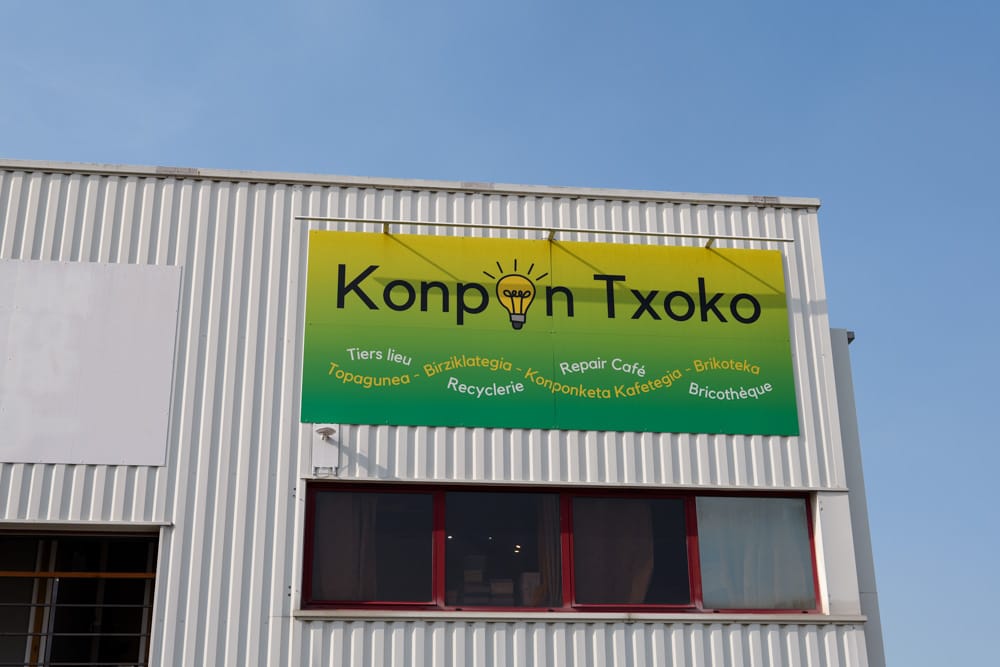 Konpon Txoko
Tiers lieu
Repair Café
Topagunea - Birziklategia - Konponketa Kafetegia - Brikoteka
Recyclerie
Bricothèque